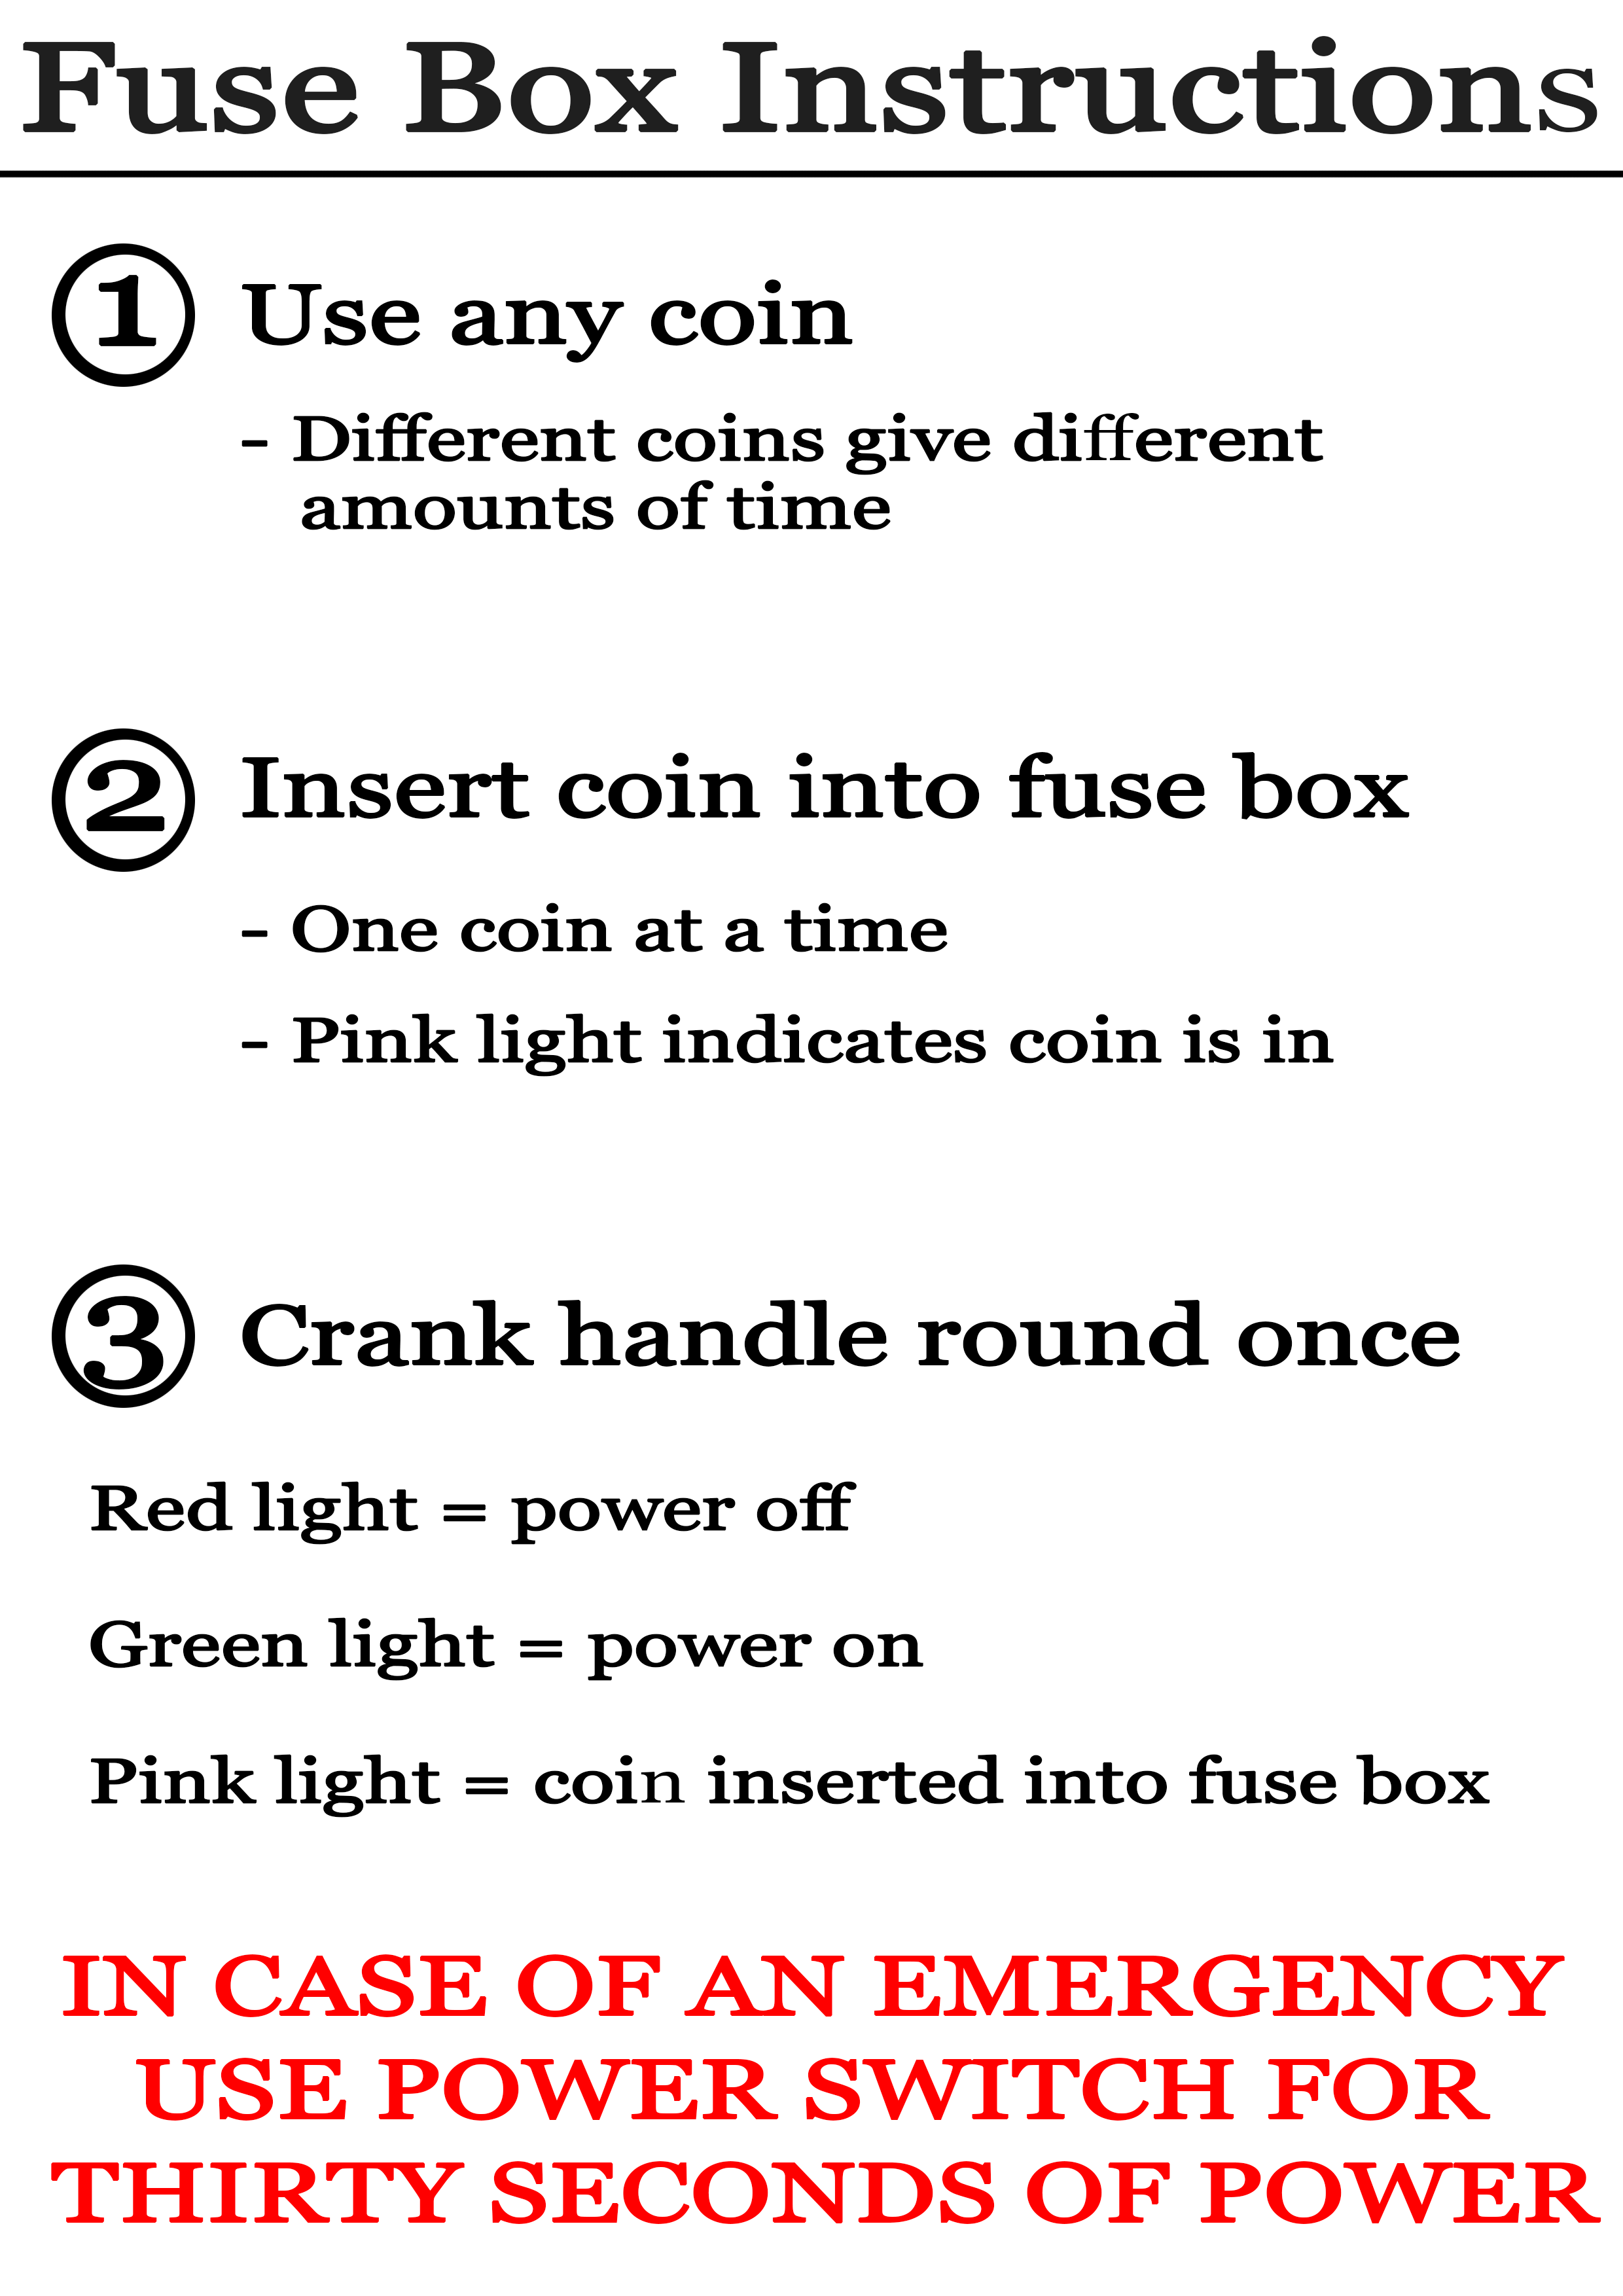 Fuse Box Instructions
1 Use any coin
- Different coins give different
amounts of time
2 Insert coin into fuse box
- One coin at a time
- Pink light indicates coin is in
3 Crank handle round once
Red light = power off
Green light = power on
Pink light = coin inserted into fuse box
IN CASE OF AN EMERGENCY
USE POWER SWITCH FOR
THIRTY SECONDS OF POWER